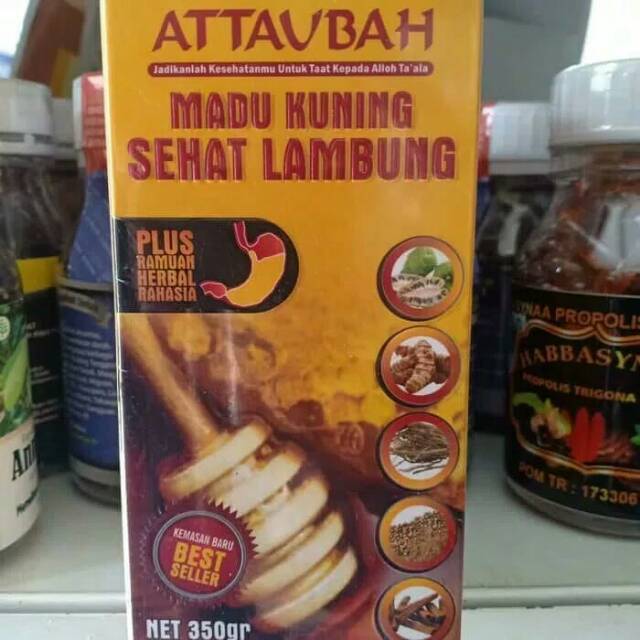 ATTAUBAH
Jadikanlah Kesehatanmu Untuk Taat Kepada Alloh Ta'ala
MADU KUNING
SEHAT LAMBUNG
PLUS
RAMUAN
HERBAL
RAHASIA
KEMASAN BARU
BEST
SELLER
NET 350gr
PROPOLIS
PROPOLIS TRIGONA
POM TR : 173306